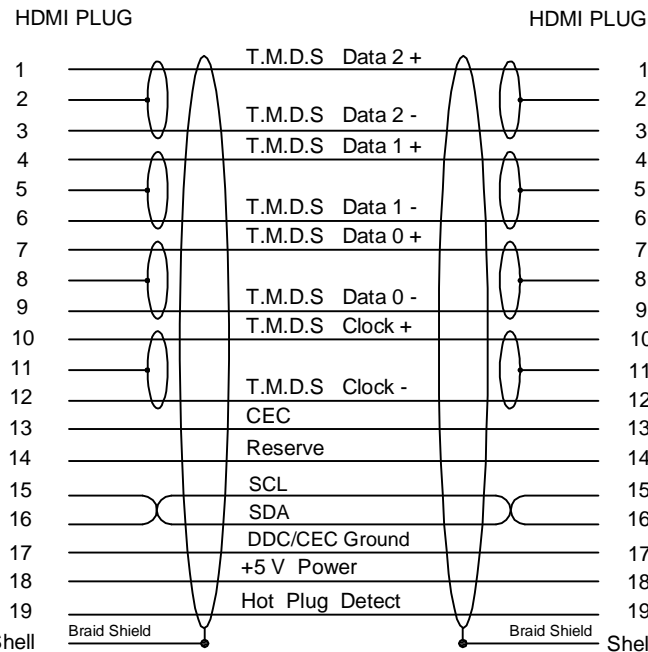 HDMI PLUG HDMI PLUG
1 T.M.D.S Data 2 + 1
2 2
3 T.M.D.S Data 2 - 3
4 T.M.D.S Data 1 + 4
5 5
6 T.M.D.S Data 1 - 6
7 T.M.D.S Data 0 + 7
8 8
9 T.M.D.S Data 0 - 9
10 T.M.D.S Clock + 10
11 11
12 T.M.D.S Clock - 12
13 CEC 13
14 Reserve 14
15 SCL 15
16 SDA 16
17 DDC/CEC Ground 17
18 +5 V Power 18
19 Hot Plug Detect 19
Shell Braid Shield Braid Shield Shell